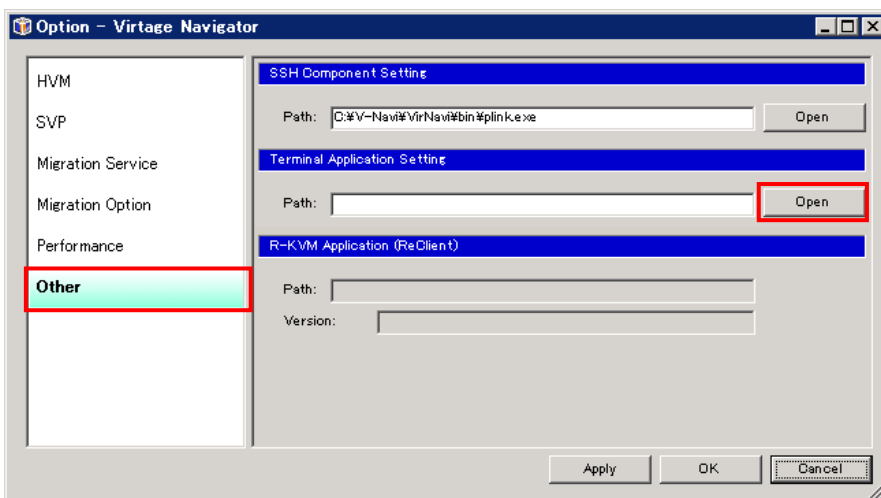 Option - Virtage Navigator
HVM
SVP
Migration Service
Migration Option
Performance
Other
SSH Component Setting
Path: C:¥V-Navi¥VirNavi¥bin¥plink.exe Open
Terminal Application Setting
Path: Open
R-KVM Application (ReClient)
Path:
Version:
Apply OK Cancel